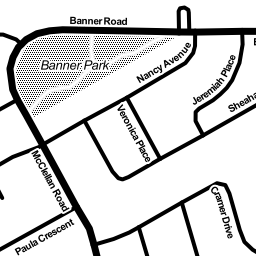 Banner Road
Banner Park
Nancy Avenue
Jeremiah Place
Veronica Place
McClellan Road
Cramer Drive
Paula Crescent